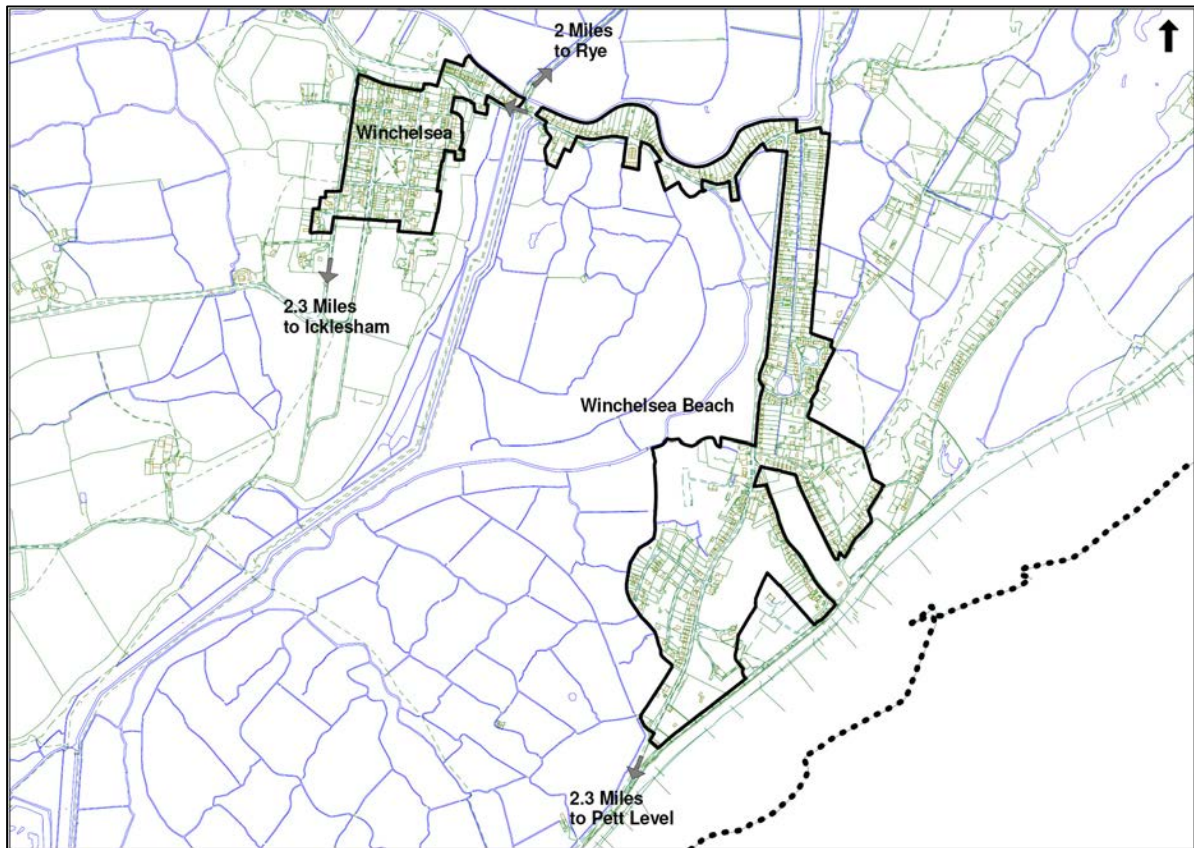 2 Miles
to Rye
Winchelsea
2.3 Miles
to Icklesham
Winchelsea Beach
2.3 Miles
to Pett Level